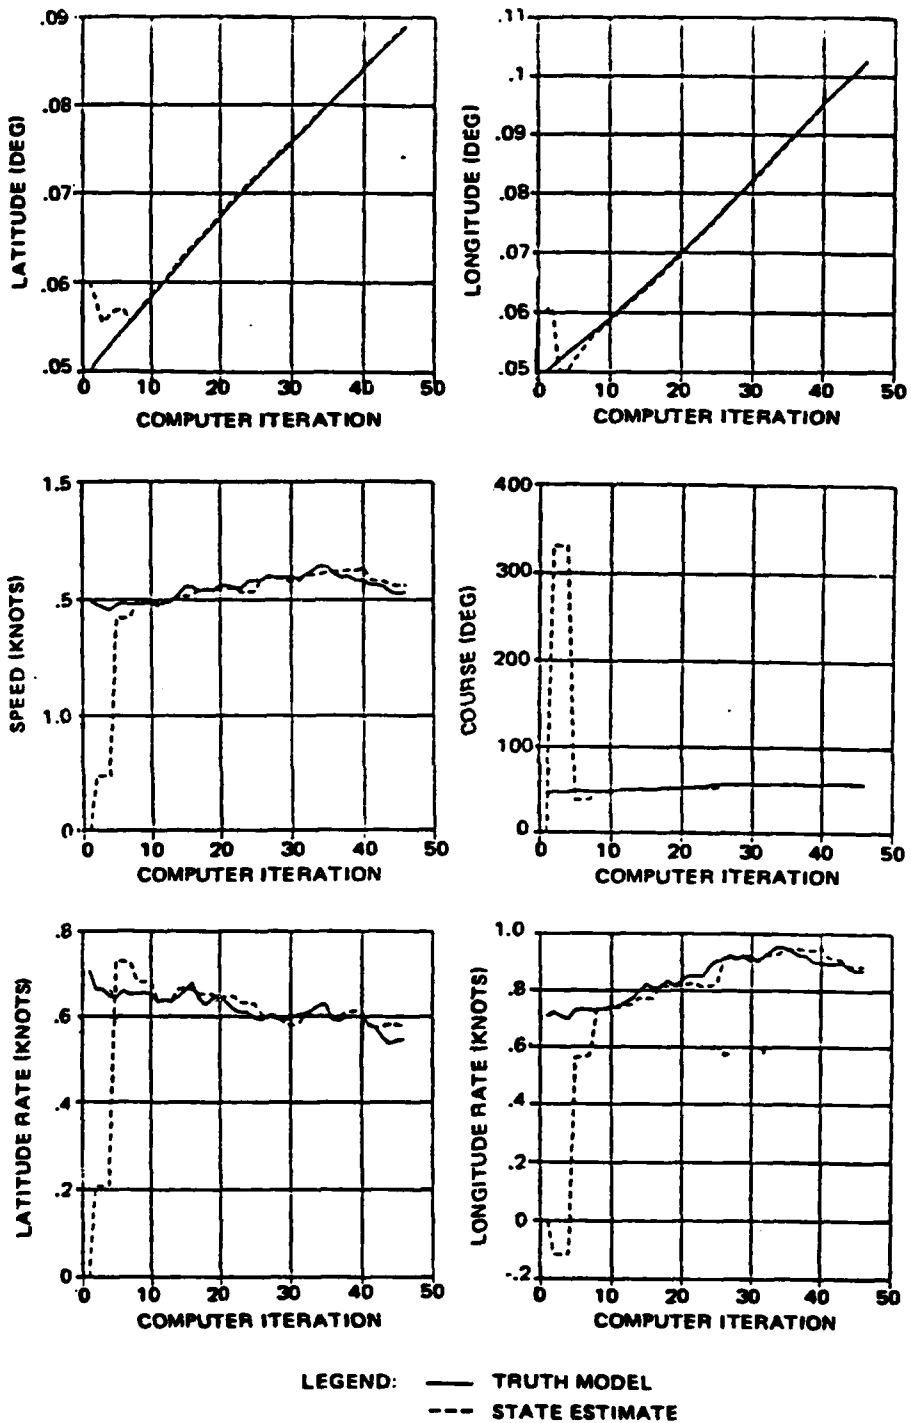 .09
.08
.07
.06
.05
LATITUDE (DEG)
0 10 20 30 40 50
COMPUTER ITERATION
.11
.1
.09
.08
.07
.06
.05
LONGITUDE (DEG)
0 10 20 30 40 50
COMPUTER ITERATION
1.5
.5
1.0
0
SPEED (KNOTS)
0 10 20 30 40 50
COMPUTER ITERATION
400
300
200
100
0
COURSE (DEG)
0 10 20 30 40 50
COMPUTER ITERATION
.8
.6
.4
.2
0
LATITUDE RATE (KNOTS)
0 10 20 30 40 50
COMPUTER ITERATION
1.0
.8
.6
.4
.2
0
-.2
LONGITUDE RATE (KNOTS)
0 10 20 30 40 50
COMPUTER ITERATION
LEGEND: TRUTH MODEL
STATE ESTIMATE